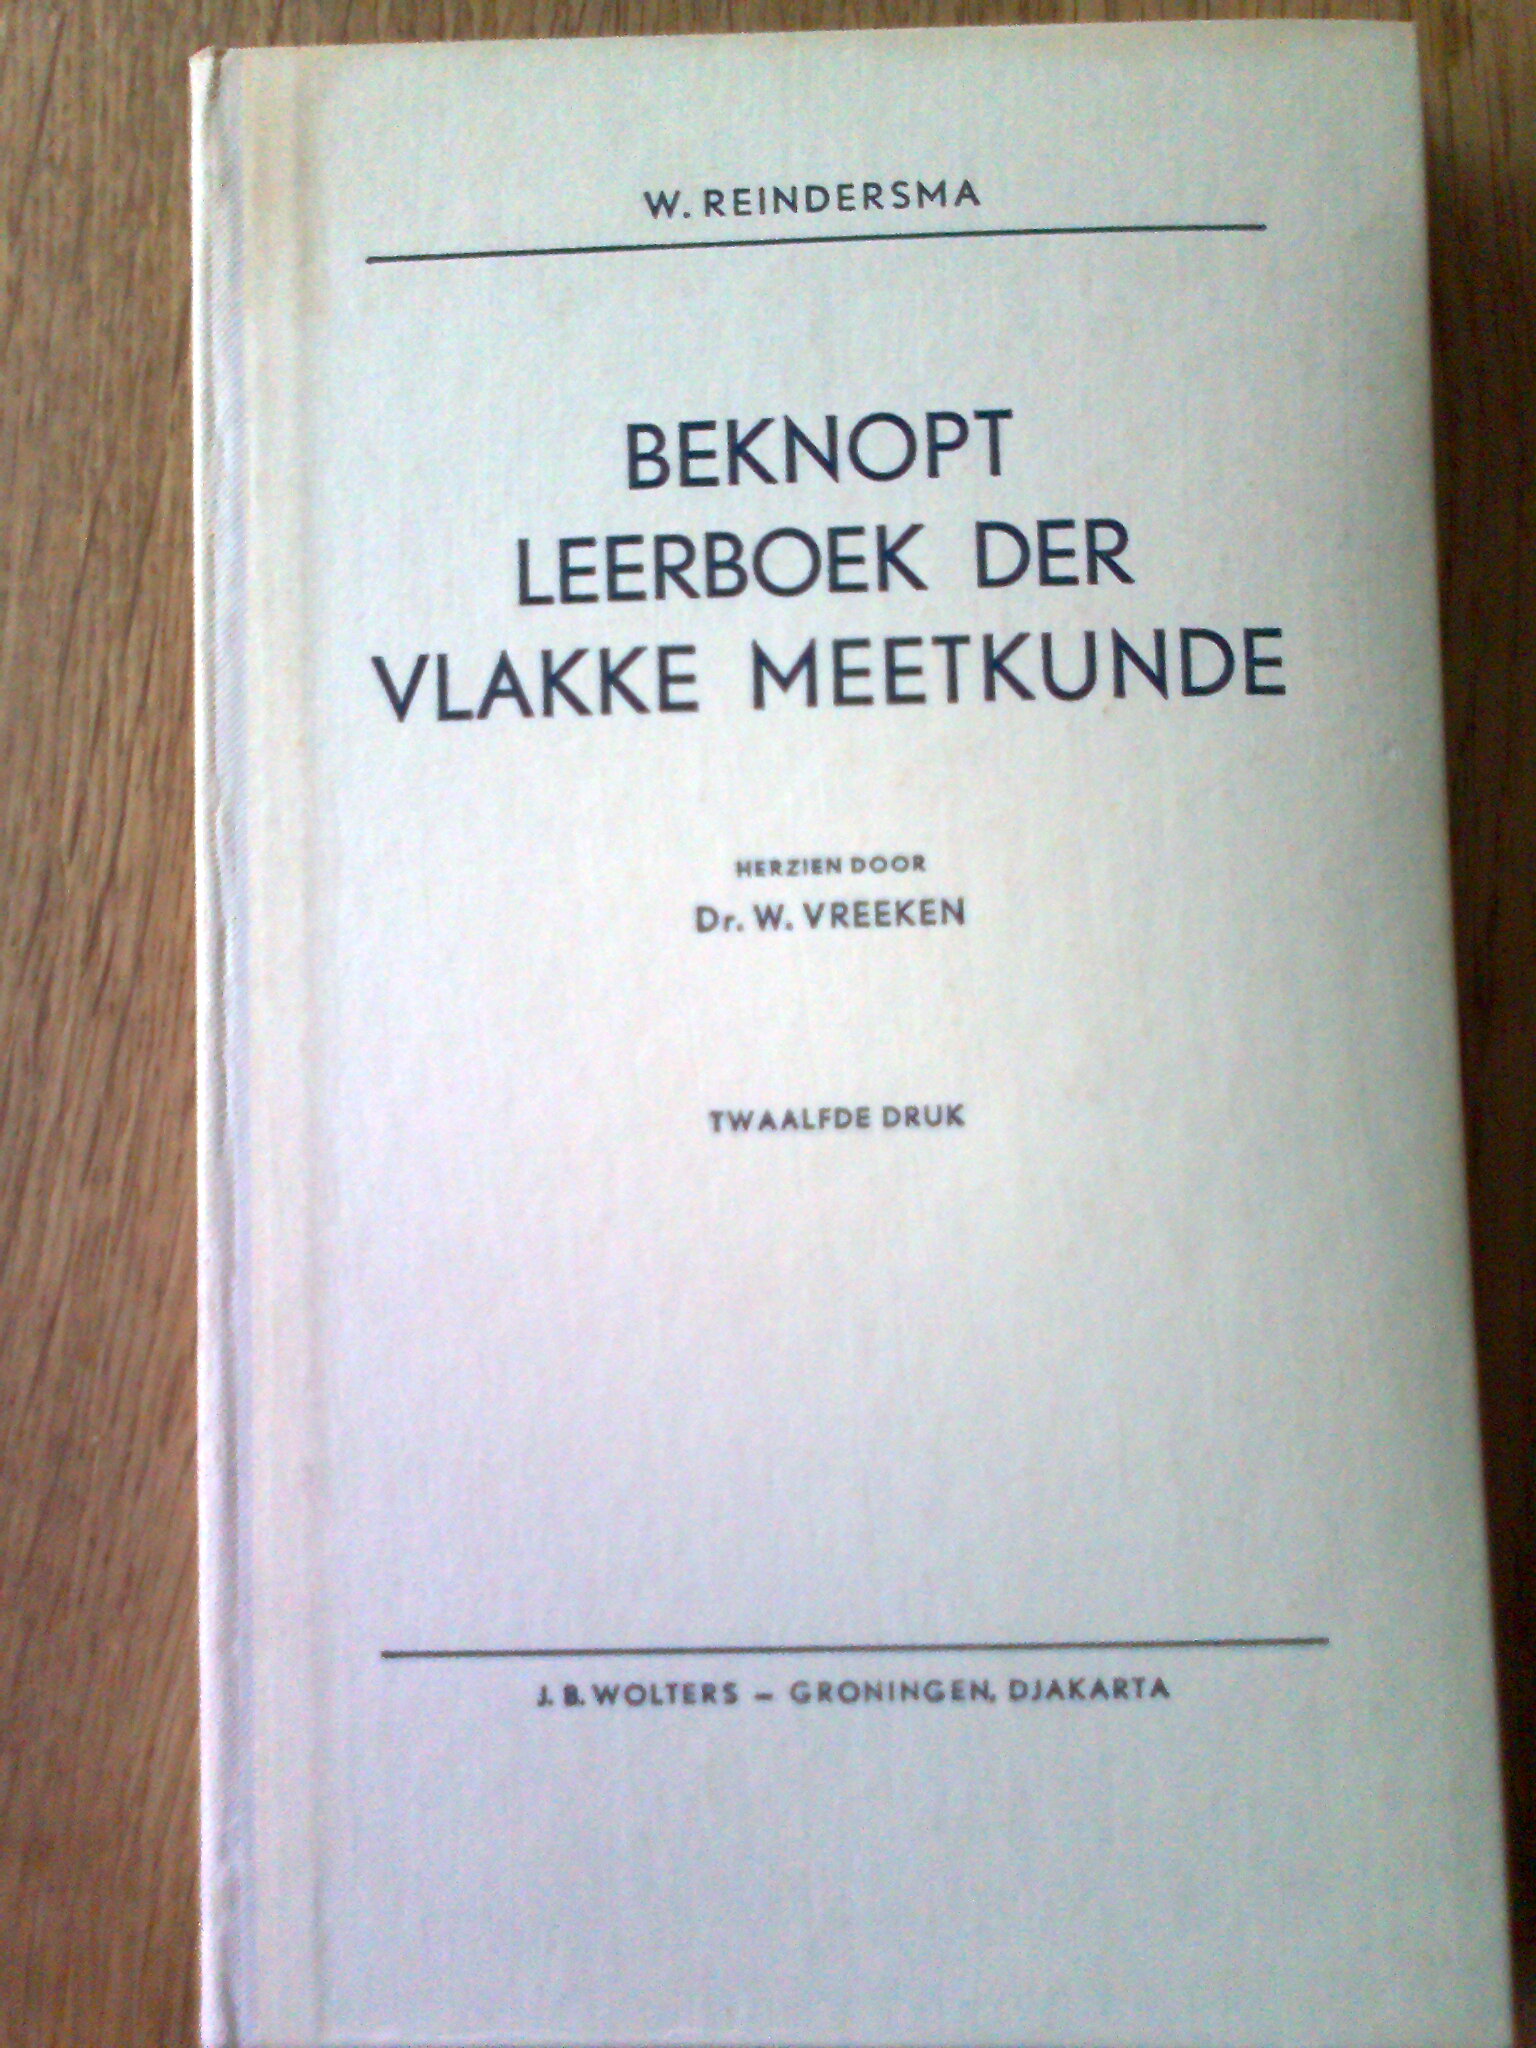 W. REINDERSMA
BEKNOPT
LEERBOEK DER
VLAKKE MEETKUNDE
HERZIEN DOOR
Dr. W. VREEKEN
TWAALFDE DRUK
J. B. WOLTERS – GRONINGEN, DJAKARTA